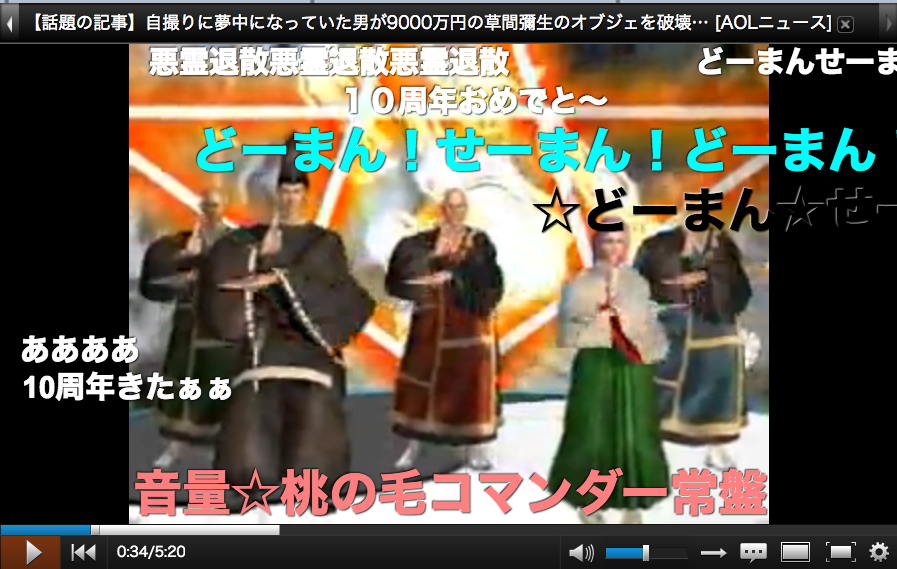 【話題の記事】自撮りに夢中になっていた男が9000万円の草間彌生のオブジェを破壊… [AOLニュース]
悪霊退散悪霊退散悪霊退散
どーまんせーま
１０周年おめでと～
どーまん！せーまん！どーまん！
☆どーまん☆せー
ああああ
10周年きたぁぁ
音量☆桃の毛コマンダー常盤
0:34/5:20